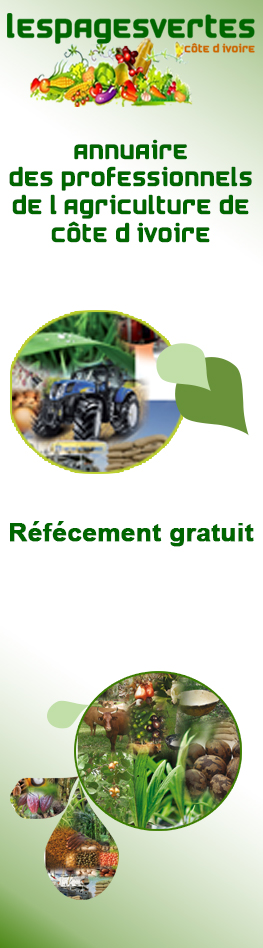 LESPAGESVERTES
CÔTE D IVOIRE
ANNUAIRE
DES PROFESSIONNELS
DE L AGRICULTURE DE
CÔTE D IVOIRE
Réfécement gratuit